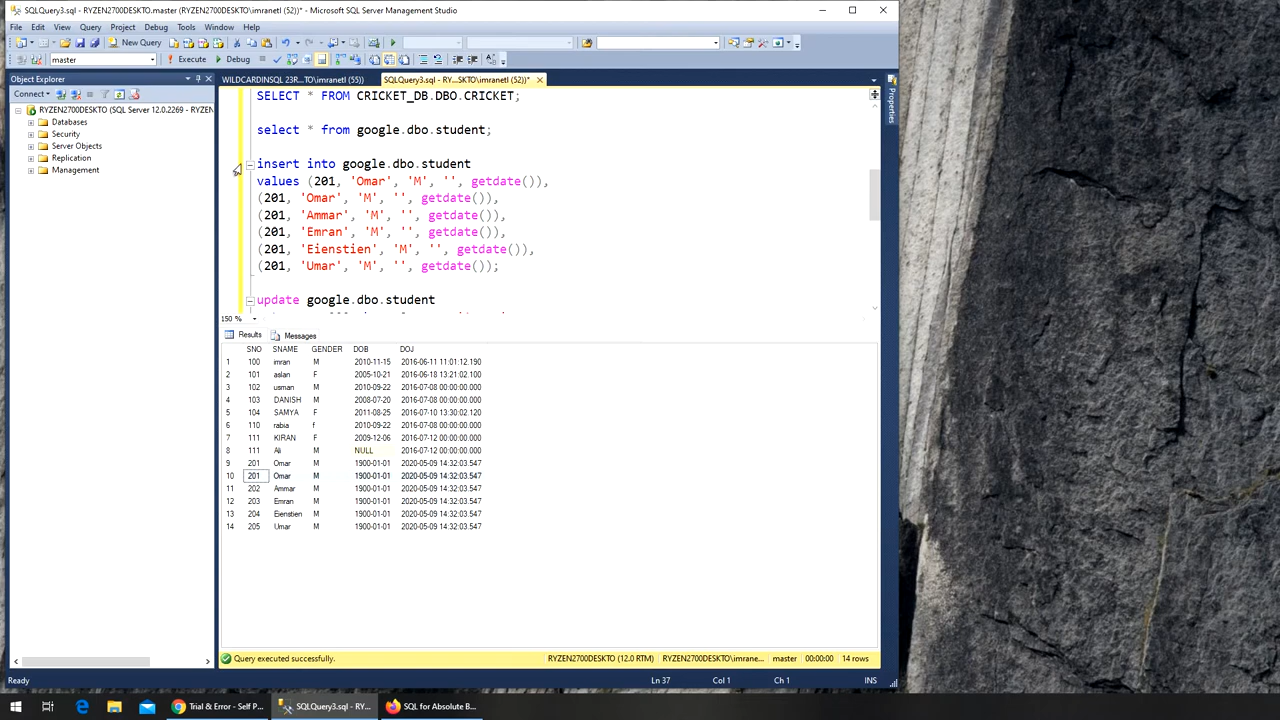 SQLQuery3.sql - RYZEN2700DESKTO.master (RYZEN2700DESKTO\imranetl (52))* - Microsoft SQL Server Management Studio
File Edit View Query Project Debug Tools Window Help
New Query
master Execute Debug
Object Explorer
WILDCARDINSQL 23R...TO\imranetl (55)) SQLQuery3.sql - RY...SKTO\imranetl (52))*
Connect
RYZEN2700DESKTO (SQL Server 12.0.2269 - RYZEN
Databases
Security
Server Objects
Replication
Management
Properties
SELECT * FROM CRICKET_DB.DBO.CRICKET;
select * from google.dbo.student;
insert into google.dbo.student
values (201, 'Omar', 'M', '', getdate()),
(201, 'Omar', 'M', '', getdate()),
(201, 'Ammar', 'M', '', getdate()),
(201, 'Emran', 'M', '', getdate()),
(201, 'Eienstien', 'M', '', getdate()),
(201, 'Umar', 'M', '', getdate());
update google.dbo.student
150 %
Results Messages
SNO SNAME GENDER DOB DOJ
1 100 imran M 2010-11-15 2016-06-11 11:01:12.190
2 101 aslan F 2005-10-21 2016-06-18 13:21:02.100
3 102 usman M 2010-09-22 2016-07-08 00:00:00.000
4 103 DANISH M 2008-07-20 2016-07-08 00:00:00.000
5 104 SAMYA F 2011-08-25 2016-07-10 13:30:02.120
6 110 rabia f 2010-09-22 2016-07-08 00:00:00.000
7 111 KIRAN F 2009-12-06 2016-07-12 00:00:00.000
8 111 Ali M NULL 2016-07-12 00:00:00.000
9 201 Omar M 1900-01-01 2020-05-09 14:32:03.547
10 201 Omar M 1900-01-01 2020-05-09 14:32:03.547
11 202 Ammar M 1900-01-01 2020-05-09 14:32:03.547
12 203 Emran M 1900-01-01 2020-05-09 14:32:03.547
13 204 Eienstien M 1900-01-01 2020-05-09 14:32:03.547
14 205 Umar M 1900-01-01 2020-05-09 14:32:03.547
Query executed successfully. RYZEN2700DESKTO (12.0 RTM) RYZEN2700DESKTO\imrane... master 00:00:00 14 rows
Ready Ln 37 Col 1 Ch 1 INS
Trial & Error - Self P... SQLQuery3.sql - RY... SQL for Absolute B...